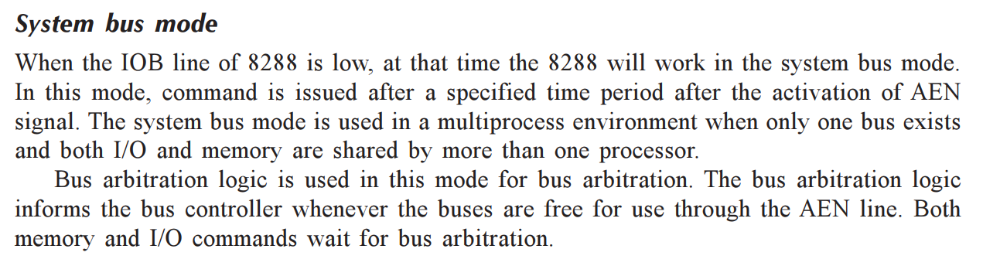 System bus mode
When the IOB line of 8288 is low, at that time the 8288 will work in the system bus mode.
In this mode, command is issued after a specified time period after the activation of AEN
signal. The system bus mode is used in a multiprocess environment when only one bus exists
and both I/O and memory are shared by more than one processor.
Bus arbitration logic is used in this mode for bus arbitration. The bus arbitration logic
informs the bus controller whenever the buses are free for use through the AEN line. Both
memory and I/O commands wait for bus arbitration.